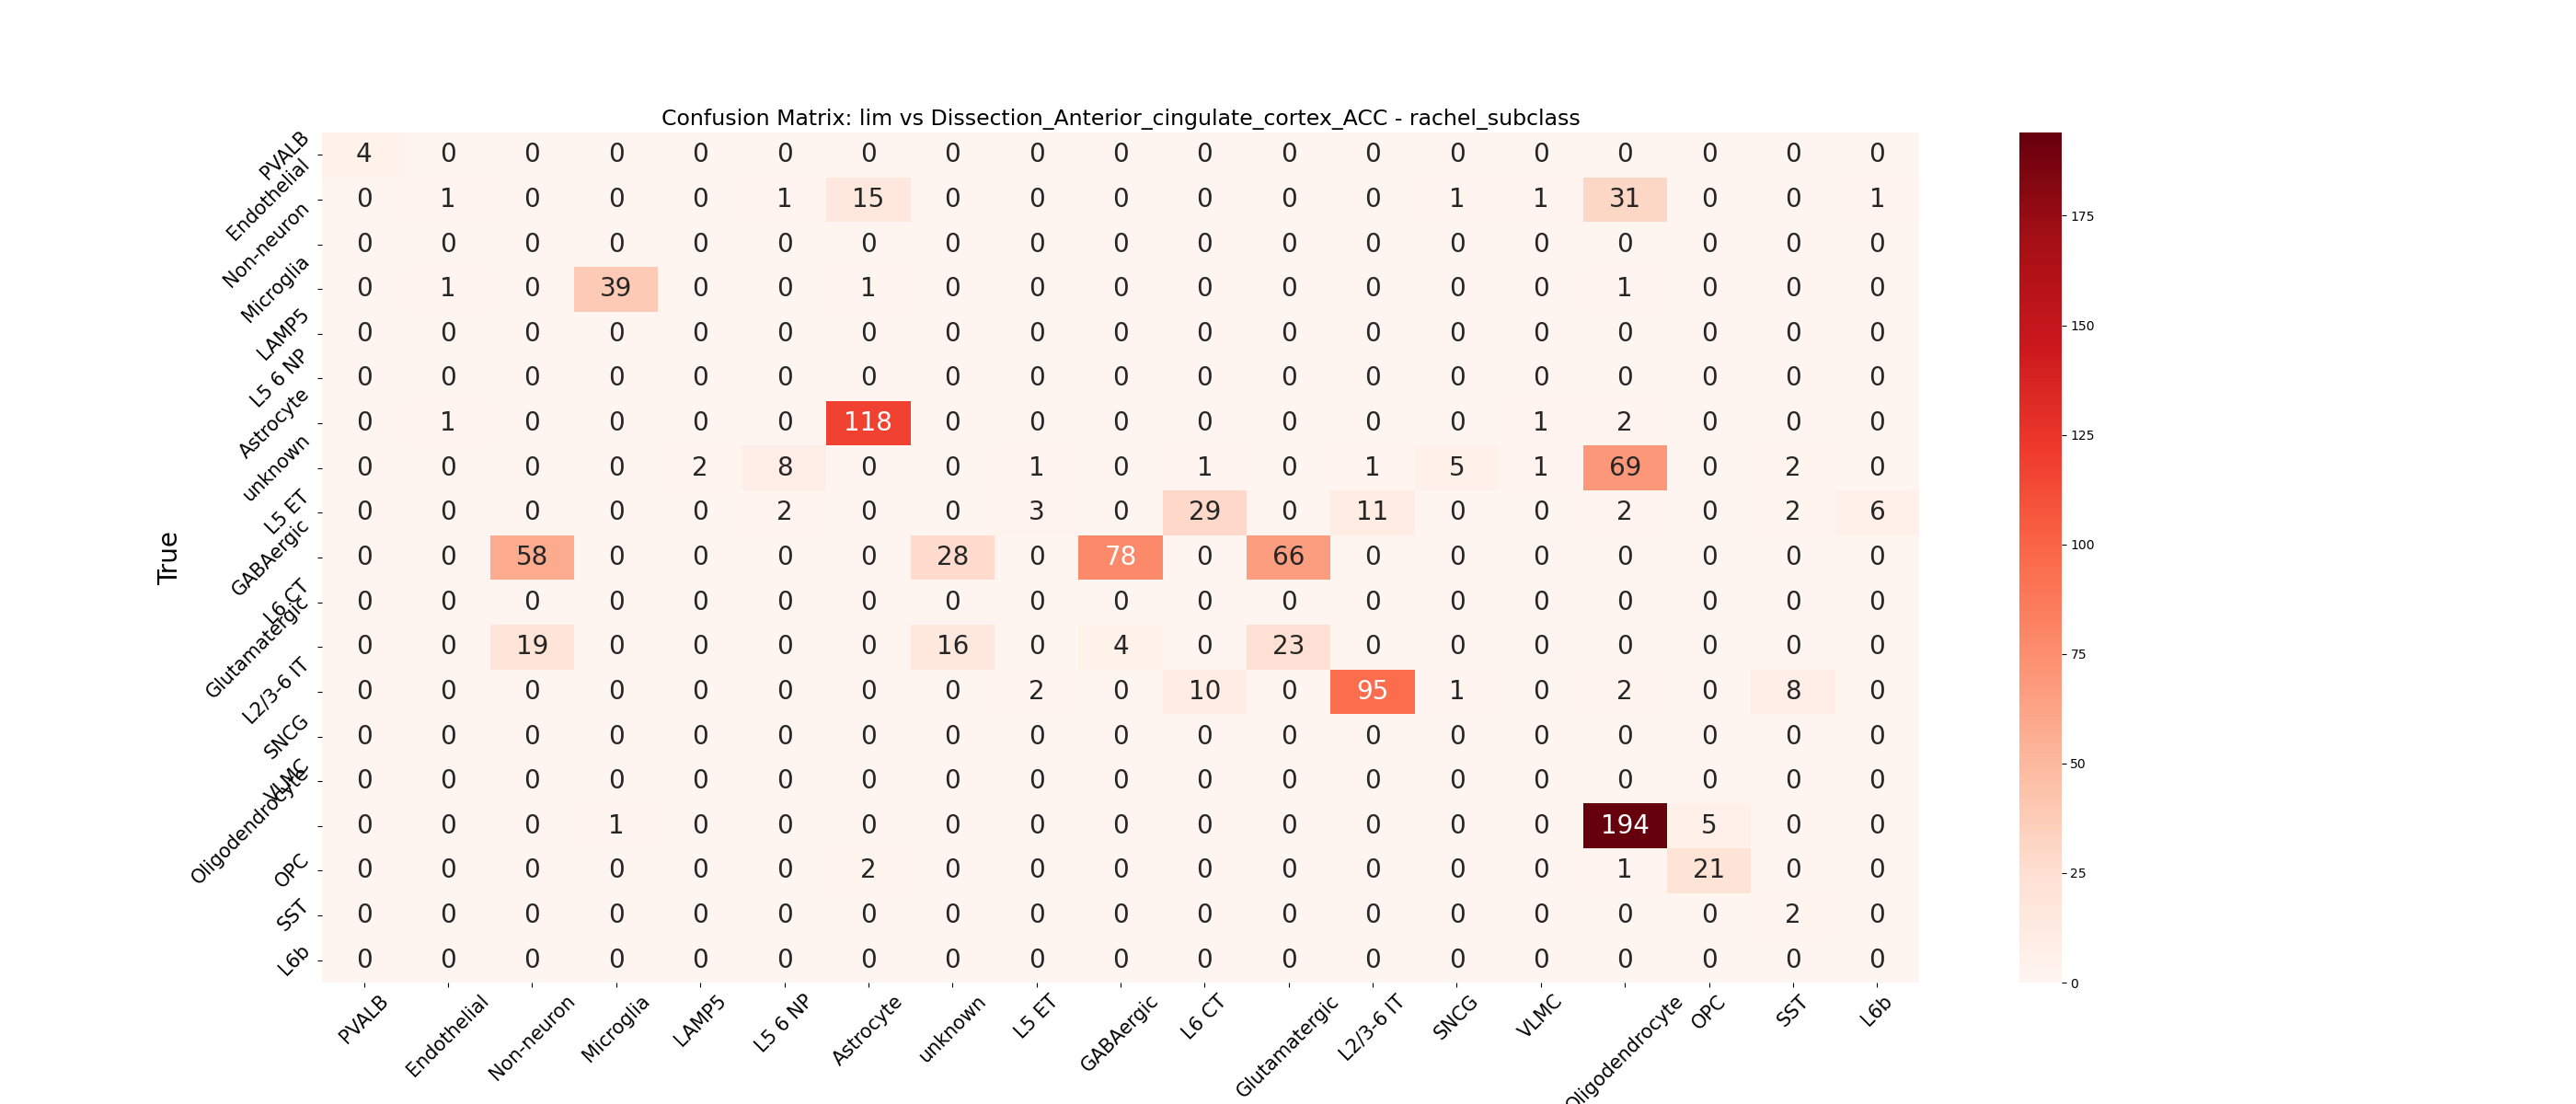 Confusion Matrix: lim vs Dissection_Anterior_cingulate_cortex_ACC - rachel_subclass
PVALB 4 0 0 0 0 0 0 0 0 0 0 0 0 0 0 0 0 0 0
Endothelial 0 1 0 0 0 1 15 0 0 0 0 0 0 1 1 31 0 0 1
Non-neuron 0 0 0 0 0 0 0 0 0 0 0 0 0 0 0 0 0 0 0
Microglia 0 1 0 39 0 0 1 0 0 0 0 0 0 0 0 1 0 0 0
LAMP5 0 0 0 0 0 0 0 0 0 0 0 0 0 0 0 0 0 0 0
L5 6 NP 0 0 0 0 0 0 0 0 0 0 0 0 0 0 0 0 0 0 0
Astrocyte 0 1 0 0 0 0 118 0 0 0 0 0 0 0 1 2 0 0 0
unknown 0 0 0 0 2 8 0 0 1 0 1 0 1 5 1 69 0 2 0
L5 ET 0 0 0 0 0 2 0 0 3 0 29 0 11 0 0 2 0 2 6
GABAergic 0 0 58 0 0 0 0 28 0 78 0 66 0 0 0 0 0 0 0
L6 CT 0 0 0 0 0 0 0 0 0 0 0 0 0 0 0 0 0 0 0
Glutamatergic 0 0 19 0 0 0 0 16 0 4 0 23 0 0 0 0 0 0 0
L2/3-6 IT 0 0 0 0 0 0 0 0 2 0 10 0 95 1 0 2 0 8 0
SNCG 0 0 0 0 0 0 0 0 0 0 0 0 0 0 0 0 0 0 0
VLMC 0 0 0 0 0 0 0 0 0 0 0 0 0 0 0 0 0 0 0
Oligodendrocyte 0 0 0 1 0 0 0 0 0 0 0 0 0 0 0 194 5 0 0
OPC 0 0 0 0 0 0 2 0 0 0 0 0 0 0 0 1 21 0 0
SST 0 0 0 0 0 0 0 0 0 0 0 0 0 0 0 0 0 2 0
L6b 0 0 0 0 0 0 0 0 0 0 0 0 0 0 0 0 0 0 0
True
PVALB Endothelial Non-neuron Microglia LAMP5 L5 6 NP Astrocyte unknown L5 ET GABAergic L6 CT Glutamatergic L2/3-6 IT SNCG VLMC Oligodendrocyte OPC SST L6b
175
150
125
100
75
50
25
0